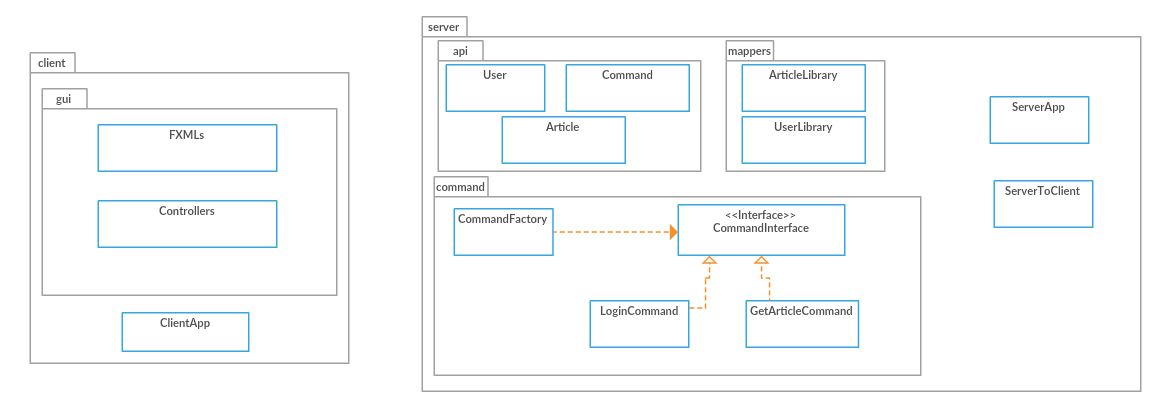 client
gui
FXMLs
Controllers
ClientApp
server
api
User
Command
Article
mappers
ArticleLibrary
UserLibrary
ServerApp
ServerToClient
command
CommandFactory
<<Interface>>
CommandInterface
LoginCommand
GetArticleCommand